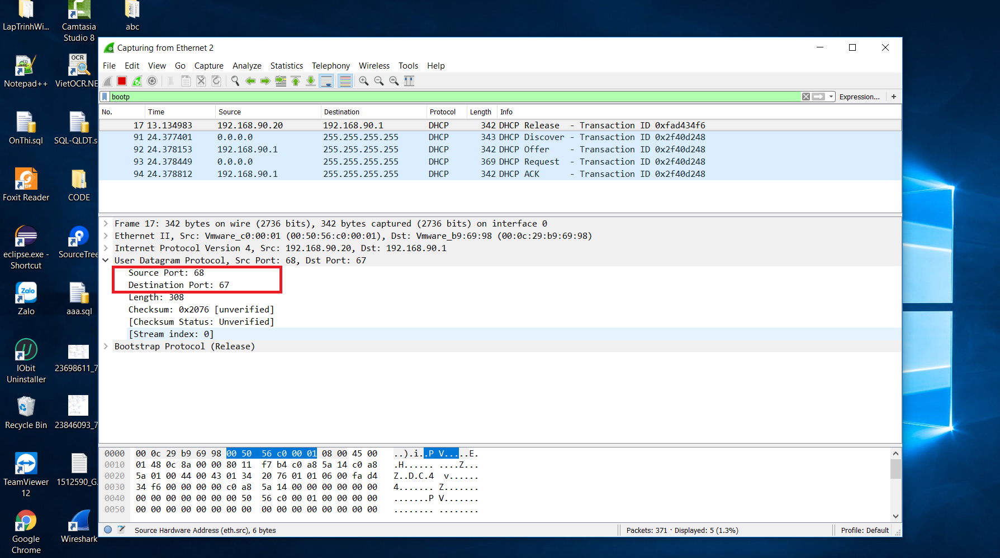 LapTrinhWi...
Camtasia
Studio 8
abc
Notepad++
OCR
VietOCR.NE
OnThi.sql
SQL-QLDT.s
Foxit Reader
CODE
eclipse.exe -
Shortcut
SourceTree
Zalo
Zalo
aaa.sql
IObit
Uninstaller
23698611_7
Recycle Bin
23846093_7
TeamViewer
12
1512590_G.
Google
Chrome
Wireshark
Capturing from Ethernet 2
File Edit View Go Capture Analyze Statistics Telephony Wireless Tools Help
bootp
Expression... +
No. Time Source Destination Protocol Length Info
17 13.134983 192.168.90.20 192.168.90.1 DHCP 342 DHCP Release - Transaction ID 0xfad434f6
91 24.377401 0.0.0.0 255.255.255.255 DHCP 343 DHCP Discover - Transaction ID 0x2f40d248
92 24.378153 192.168.90.1 255.255.255.255 DHCP 342 DHCP Offer - Transaction ID 0x2f40d248
93 24.378449 0.0.0.0 255.255.255.255 DHCP 369 DHCP Request - Transaction ID 0x2f40d248
94 24.378812 192.168.90.1 255.255.255.255 DHCP 342 DHCP ACK - Transaction ID 0x2f40d248
Frame 17: 342 bytes on wire (2736 bits), 342 bytes captured (2736 bits) on interface 0
Ethernet II, Src: Vmware_c0:00:01 (00:50:56:c0:00:01), Dst: Vmware_b9:69:98 (00:0c:29:b9:69:98)
Internet Protocol Version 4, Src: 192.168.90.20, Dst: 192.168.90.1
User Datagram Protocol, Src Port: 68, Dst Port: 67
Source Port: 68
Destination Port: 67
Length: 308
Checksum: 0x2076 [unverified]
[Checksum Status: Unverified]
[Stream index: 0]
Bootstrap Protocol (Release)
0000 00 0c 29 b9 69 98 00 50 56 c0 00 01 08 00 45 00 ..).i..P V.....E.
0010 01 48 0c 8a 00 00 80 11 f7 b4 c0 a8 5a 14 c0 a8 .H...... ....Z...
0020 5a 01 00 44 00 43 01 34 20 76 01 01 06 00 fa d4 Z..D.C.4 v......
0030 34 f6 00 00 00 00 c0 a8 5a 14 00 00 00 00 00 00 4....... Z.......
0040 00 00 00 00 00 00 00 50 56 c0 00 01 00 00 00 00 .......P V.......
0050 00 00 00 00 00 00 00 00 00 00 00 00 00 00 00 00 ........ ........
Source Hardware Address (eth.src), 6 bytes
Packets: 371 · Displayed: 5 (1.3%)
Profile: Default